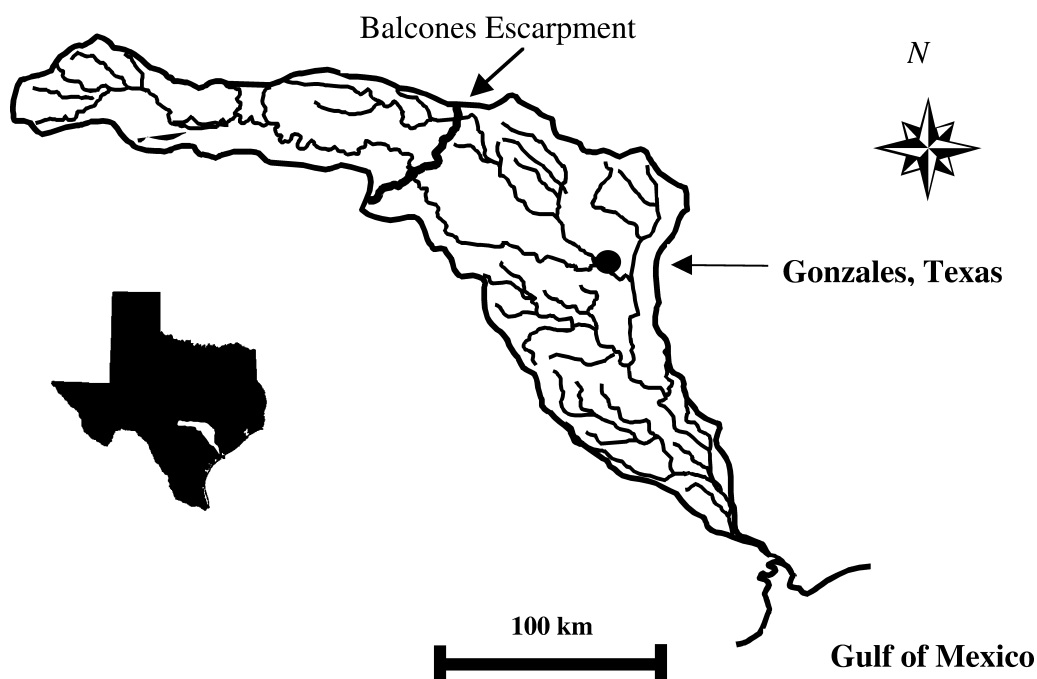 Balcones Escarpment
N
Gonzales, Texas
100 km
Gulf of Mexico